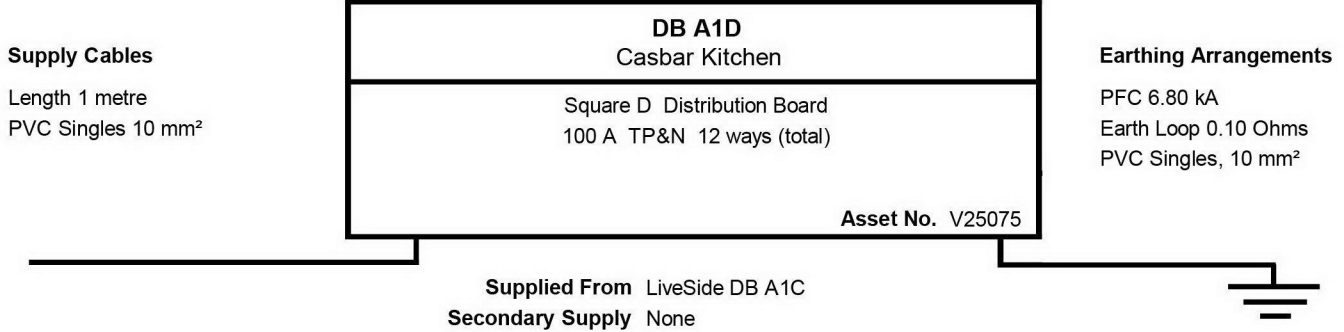 DB A1D
Casbar Kitchen
Supply Cables
Length 1 metre
PVC Singles 10 mm²
Square D Distribution Board
100 A TP&N 12 ways (total)
Asset No. V25075
Earthing Arrangements
PFC 6.80 kA
Earth Loop 0.10 Ohms
PVC Singles, 10 mm²
Supplied From LiveSide DB A1C
Secondary Supply None